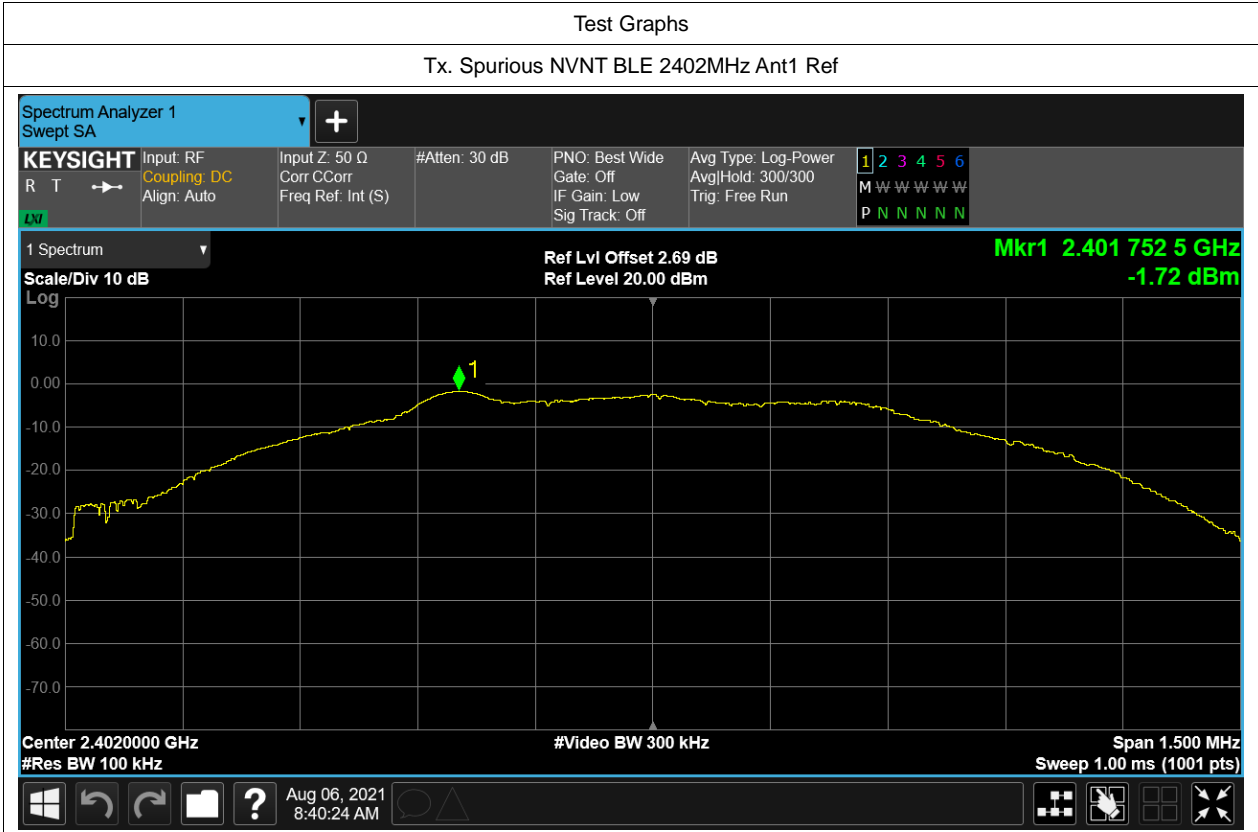 Test Graphs
Tx. Spurious NVNT BLE 2402MHz Ant1 Ref
Spectrum Analyzer 1
Swept SA
KEYSIGHT
R T
LXI
Input: RF
Coupling: DC
Align: Auto
Input Z: 50 Ω
Corr CCorr
Freq Ref: Int (S)
#Atten: 30 dB
PNO: Best Wide
Gate: Off
IF Gain: Low
Sig Track: Off
Avg Type: Log-Power
Avg|Hold: 300/300
Trig: Free Run
1 2 3 4 5 6
M W W W W W W
P N N N N N
1 Spectrum
Scale/Div 10 dB
Log
Ref Lvl Offset 2.69 dB
Ref Level 20.00 dBm
Mkr1 2.401 752 5 GHz
-1.72 dBm
10.0
0.00
-10.0
-20.0
-30.0
-40.0
-50.0
-60.0
-70.0
1
Center 2.4020000 GHz
#Video BW 300 kHz
Span 1.500 MHz
#Res BW 100 kHz
Sweep 1.00 ms (1001 pts)
?
Aug 06, 2021
8:40:24 AM